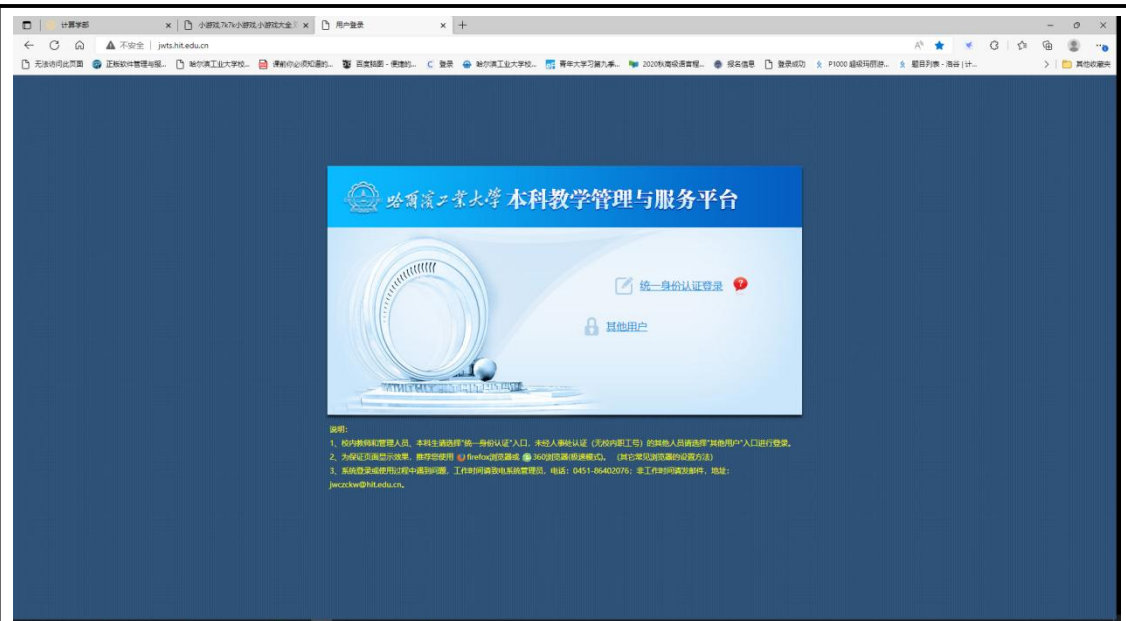 计算学部
小游戏,7k7k小游戏,小游戏大全
用户登录
不安全 | jwts.hit.edu.cn
无法访问此页面
正版软件管理与服...
哈尔滨工业大学校...
课前你必须知道的...
百度脑图 - 便捷的...
登录
哈尔滨工业大学校...
青年大学习第九季...
2020秋高级语言程...
报名信息
登录成功
P1000 超级玛丽游...
题目列表 - 洛谷 | 计...
其他收藏夹
哈尔滨工业大学 本科教学管理与服务平台
统一身份认证登录 ?
其他用户
说明:
1、校内教师和管理人员、本科生请选择"统一身份认证"入口,未经人事处认证(无校内职工号)的其他人员请选择"其他用户"入口进行登录。
2、为保证页面显示效果,推荐您使用 firefox浏览器或 360浏览器(极速模式)。 (其它常见浏览器的设置方法)
3、系统登录或使用过程中遇到问题,工作时间请致电系统管理员,电话:0451-86402076;非工作时间请发邮件,地址:
jwczckw@hit.edu.cn。